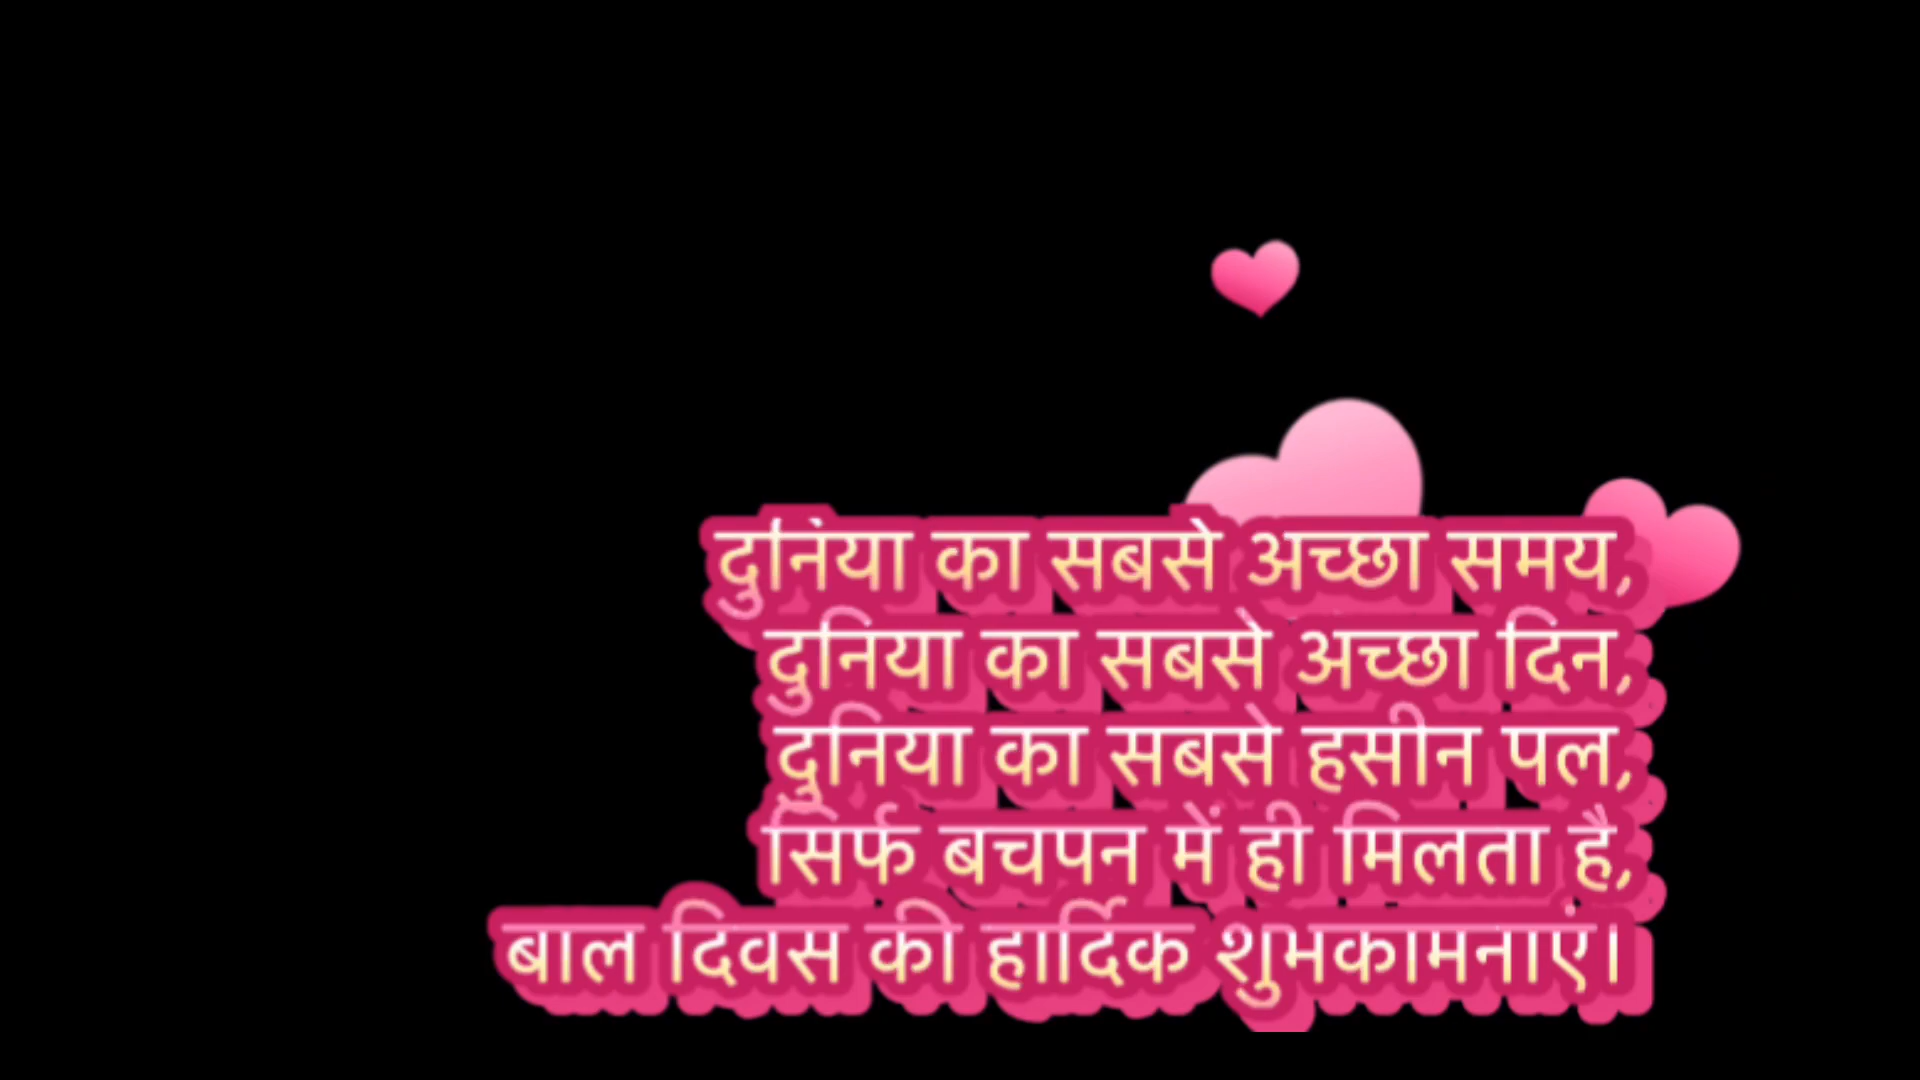 दुनिया का सबसे अच्छा समय,
दुनिया का सबसे अच्छा दिन,
दुनिया का सबसे हसीन पल,
सिर्फ बचपन में ही मिलता है,
बाल दिवस की हार्दिक शुभकामनाएं।